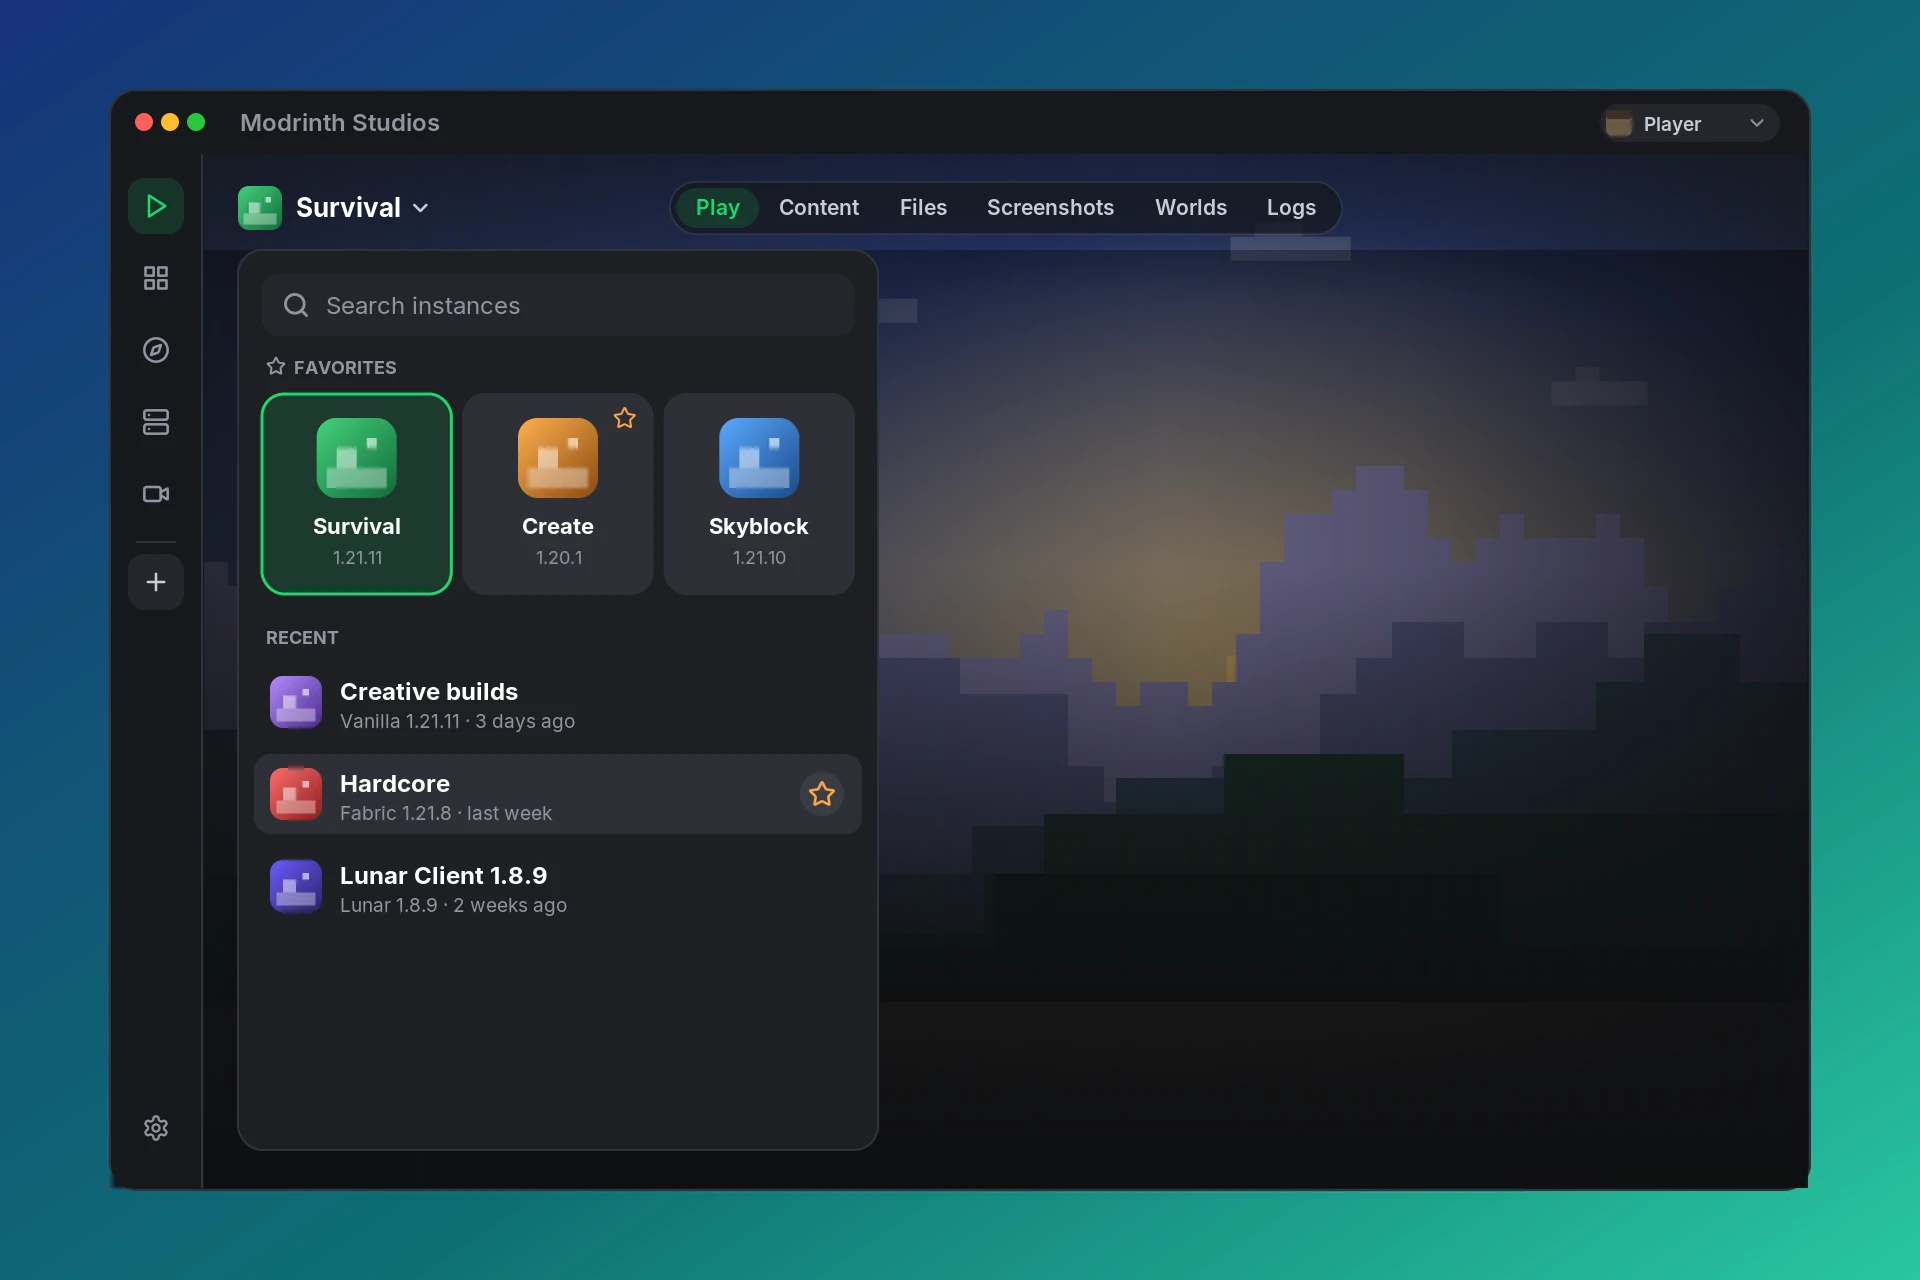 Modrinth Studios
Player
Survival
Play Content Files Screenshots Worlds Logs
Search instances
FAVORITES
Survival
1.21.11
Create
1.20.1
Skyblock
1.21.10
RECENT
Creative builds
Vanilla 1.21.11 · 3 days ago
Hardcore
Fabric 1.21.8 · last week
Lunar Client 1.8.9
Lunar 1.8.9 · 2 weeks ago